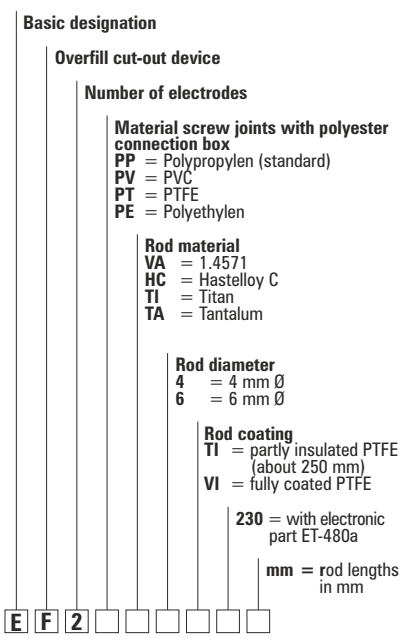 Basic designation
Overfill cut-out device
Number of electrodes
Material screw joints with polyester
connection box
PP = Polypropylen (standard)
PV = PVC
PT = PTFE
PE = Polyethylen
Rod material
VA = 1.4571
HC = Hastelloy C
TI = Titan
TA = Tantalum
Rod diameter
4 = 4 mm Ø
6 = 6 mm Ø
Rod coating
TI = partly insulated PTFE
(about 250 mm)
VI = fully coated PTFE
230 = with electronic
part ET-480a
mm = rod lengths
in mm
E F 2